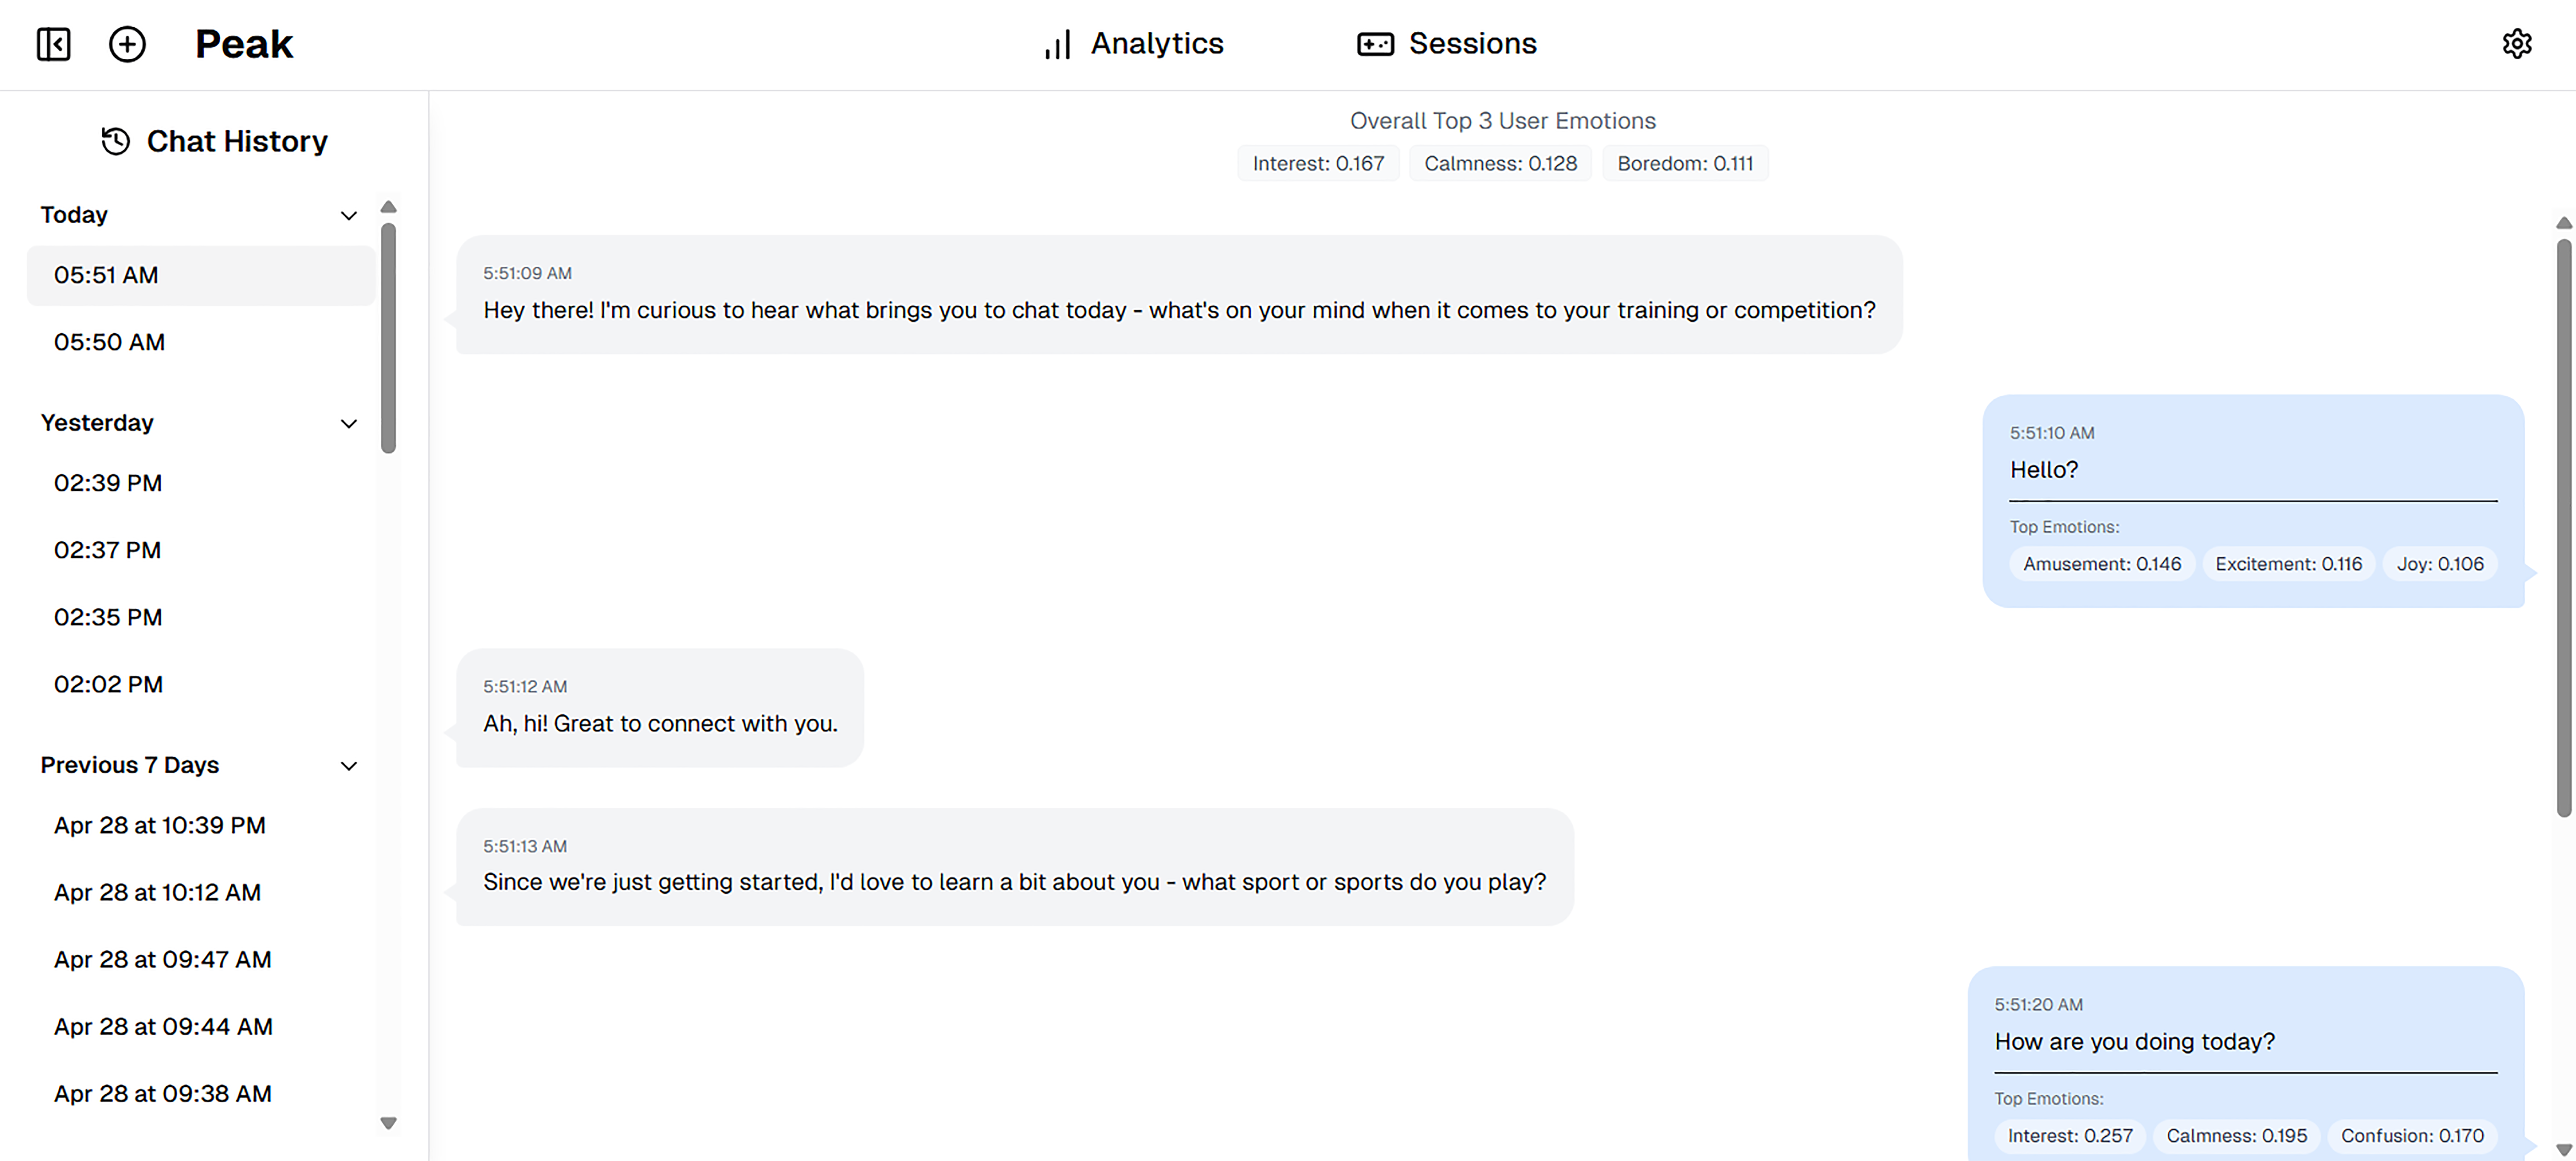 Peak
Analytics
Sessions
Chat History
Today
05:51 AM
05:50 AM
Yesterday
02:39 PM
02:37 PM
02:35 PM
02:02 PM
Previous 7 Days
Apr 28 at 10:39 PM
Apr 28 at 10:12 AM
Apr 28 at 09:47 AM
Apr 28 at 09:44 AM
Apr 28 at 09:38 AM
Overall Top 3 User Emotions
Interest: 0.167 Calmness: 0.128 Boredom: 0.111
5:51:09 AM
Hey there! I'm curious to hear what brings you to chat today - what's on your mind when it comes to your training or competition?
5:51:10 AM
Hello?
Top Emotions:
Amusement: 0.146 Excitement: 0.116 Joy: 0.106
5:51:12 AM
Ah, hi! Great to connect with you.
5:51:13 AM
Since we're just getting started, I'd love to learn a bit about you - what sport or sports do you play?
5:51:20 AM
How are you doing today?
Top Emotions:
Interest: 0.257 Calmness: 0.195 Confusion: 0.170